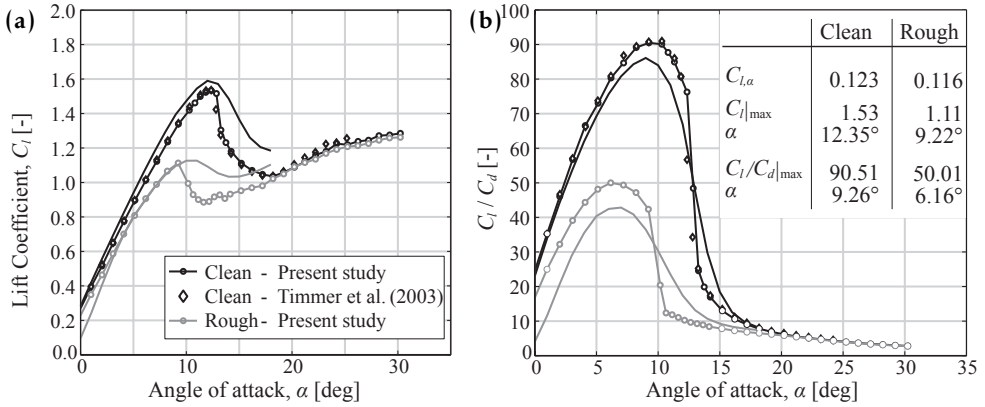 (a)
Lift Coefficient, C_l [-]
2.0
1.8
1.6
1.4
1.2
1.0
0.8
0.6
0.4
0.2
0.0
Clean - Present study
Clean - Timmer et al. (2003)
Rough - Present study
0 10 20 30
Angle of attack, α [deg]
(b)
C_l / C_d [-]
100
90
80
70
60
50
40
30
20
10
0
Clean Rough
C_{l,α} 0.123 0.116
C_l|max 1.53 1.11
α 12.35° 9.22°
C_l/C_d|max 90.51 50.01
α 9.26° 6.16°
0 5 10 15 20 25 30 35
Angle of attack, α [deg]